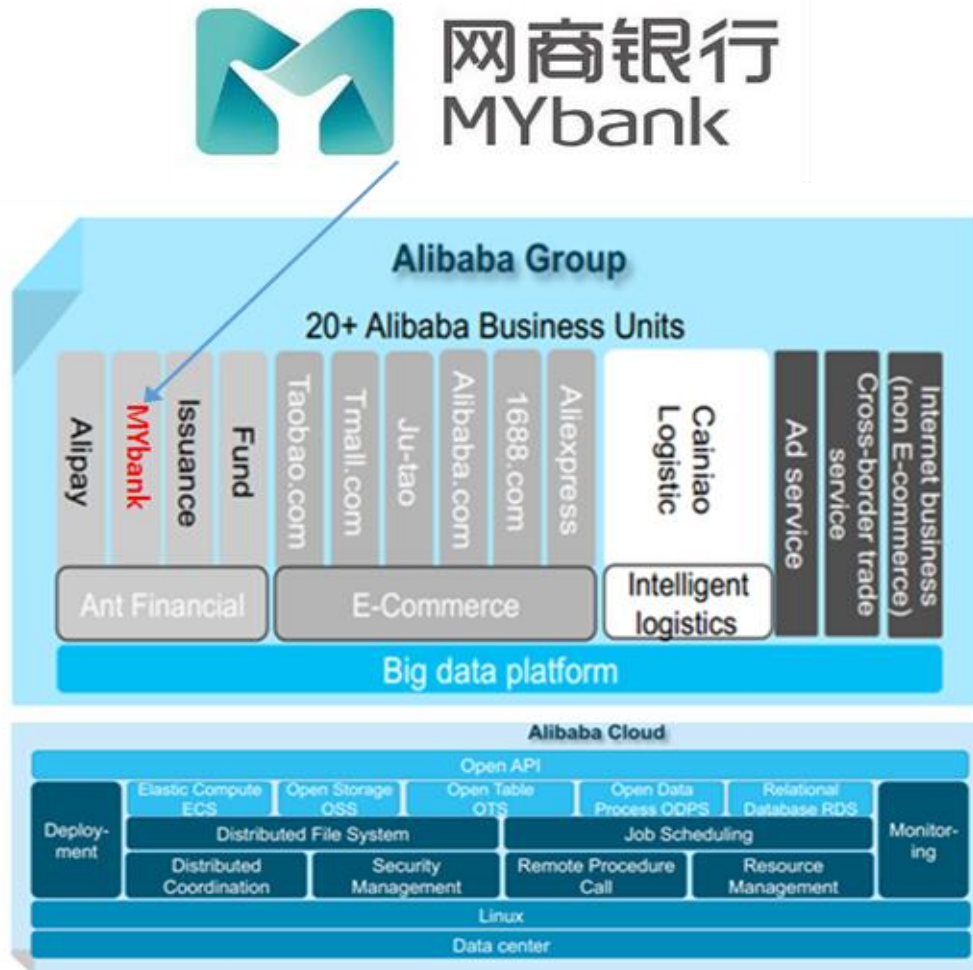 网商银行
MYbank
Alibaba Group
20+ Alibaba Business Units
Alipay
MYbank
Issuance
Fund
Taobao.com
Tmall.com
Ju-tao
Alibaba.com
1688.com
Aliexpress
Cainiao
Logistic
Ad service
Cross-border trade
service
Internet business
(non E-commerce)
Ant Financial
E-Commerce
Intelligent
logistics
Big data platform
Alibaba Cloud
Open API
Deploy-
ment
Elastic Compute
ECS
Open Storage
OSS
Open Table
OTS
Open Data
Process ODPS
Relational
Database RDS
Monitor-
ing
Distributed File System
Job Scheduling
Distributed
Coordination
Security
Management
Remote Procedure
Call
Resource
Management
Linux
Data center